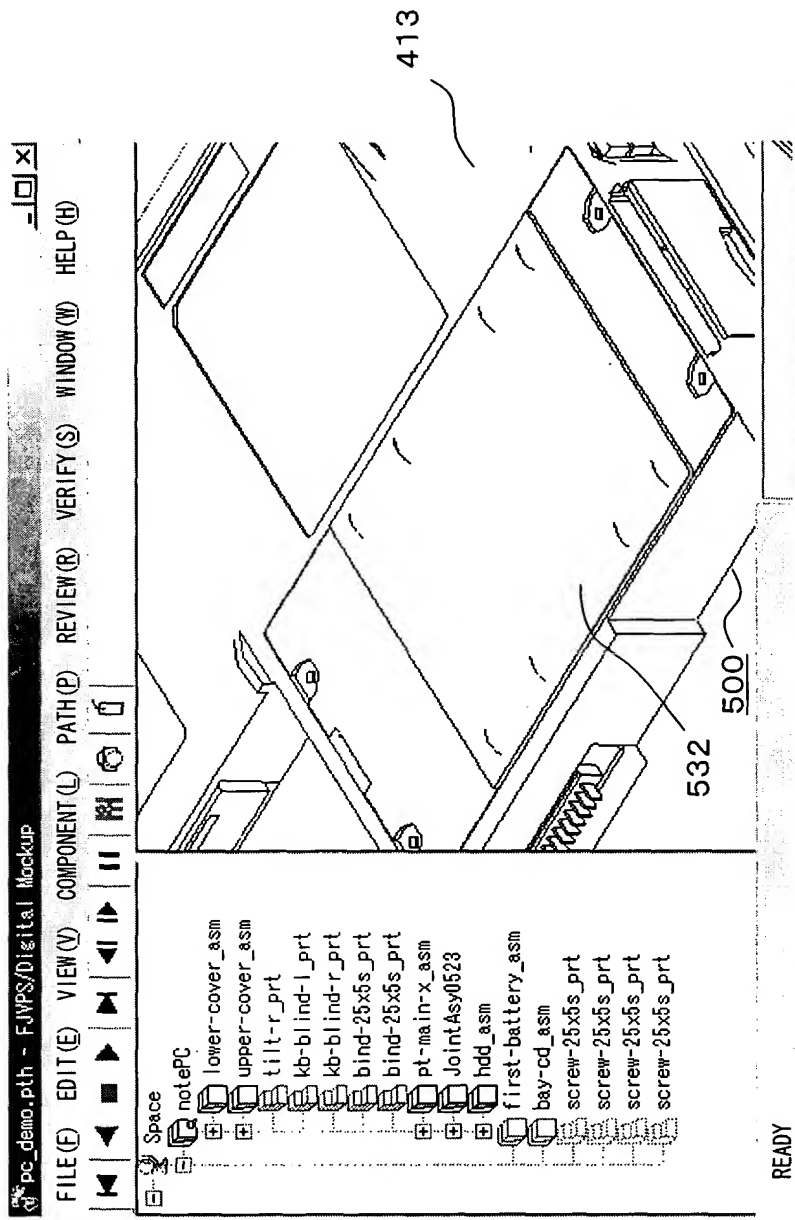 pc_demo.pth - FJVPS/Digital Mockup
FILE(F) EDIT(E) VIEW(V) COMPONENT(L) PATH(P) REVIEW(R) VERIFY(S) WINDOW(W) HELP(H)
Space
notePC
lower-cover_asm
upper-cover_asm
tilt-r_prt
kb-blind-l_prt
kb-blind-r_prt
bind-25x5s_prt
bind-25x5s_prt
pt-main-x_asm
JointAsy0523
hdd_asm
first-battery_asm
bay-cd_asm
screw-25x5s_prt
screw-25x5s_prt
screw-25x5s_prt
screw-25x5s_prt
READY
413
532
500